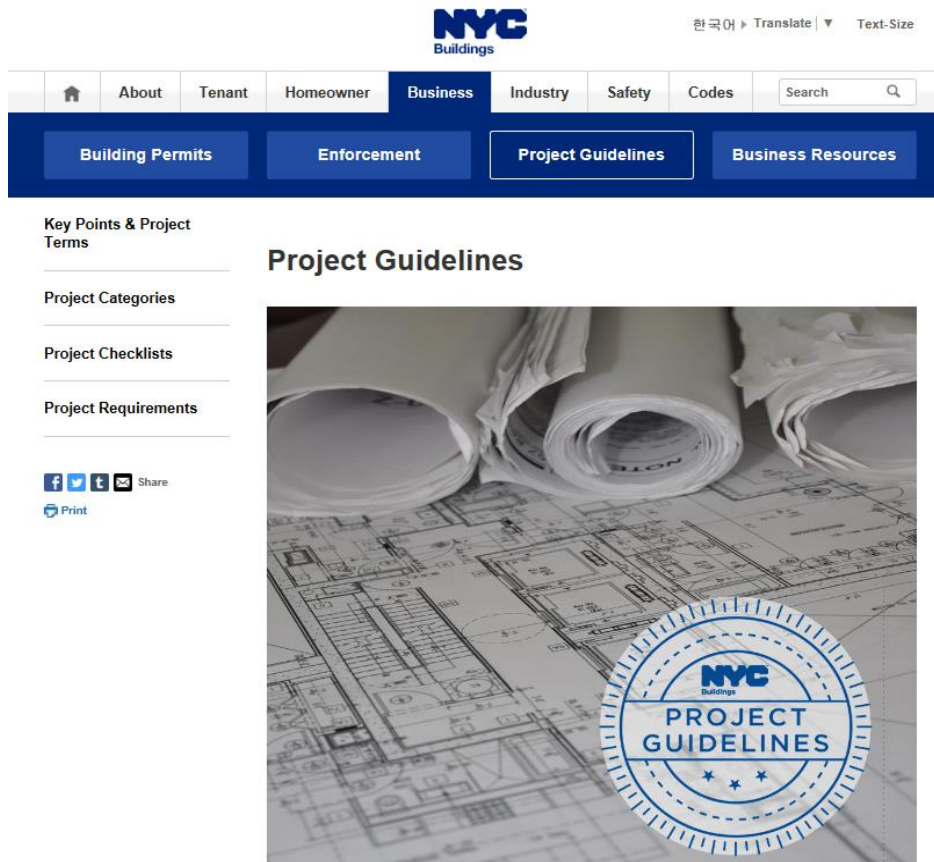 NYC
Buildings
한국어 Translate | ▼ Text-Size
About Tenant Homeowner Business Industry Safety Codes Search
Building Permits Enforcement Project Guidelines Business Resources
Key Points & Project
Terms
Project Guidelines
Project Categories
Project Checklists
Project Requirements
Share
Print
NOTE
NYC
Buildings
PROJECT
GUIDELINES